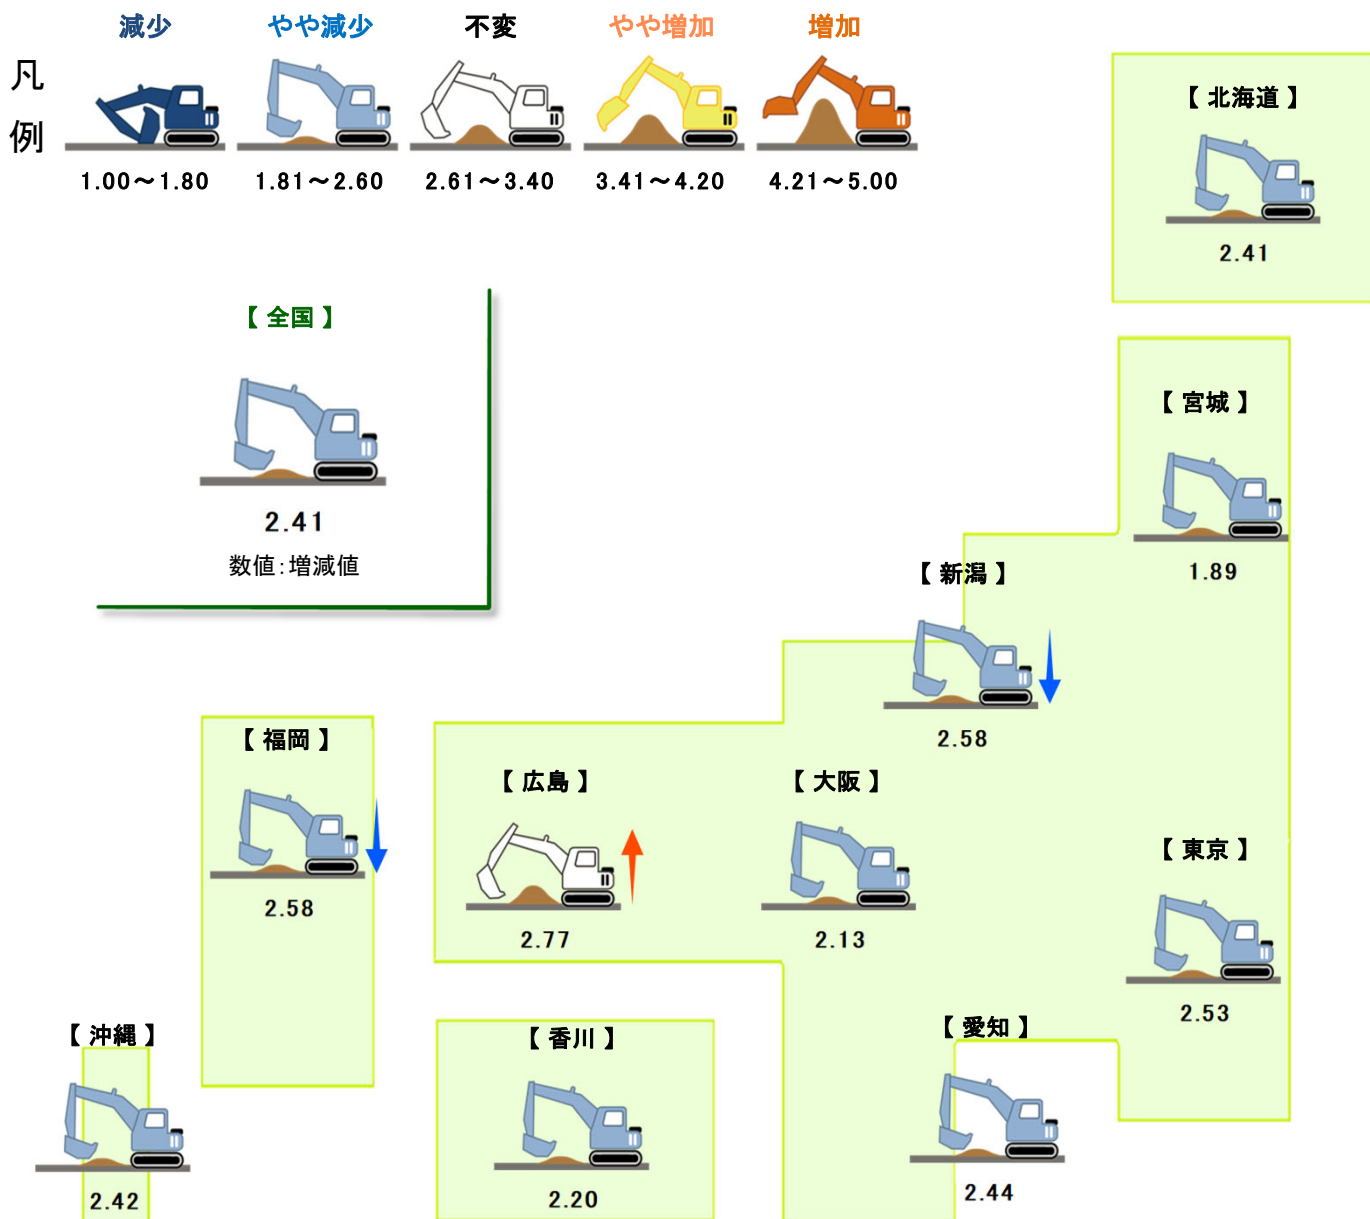 減少 やや減少 不変 やや増加 増加
凡例
1.00～1.80 1.81～2.60 2.61～3.40 3.41～4.20 4.21～5.00
【 北海道 】
2.41
【 全国 】
2.41
数値：増減値
【 宮城 】
1.89
【 新潟 】
2.58
【 福岡 】
2.58
【 広島 】
2.77
【 大阪 】
2.13
【 東京 】
2.53
【 沖縄 】
2.42
【 香川 】
2.20
【 愛知 】
2.44